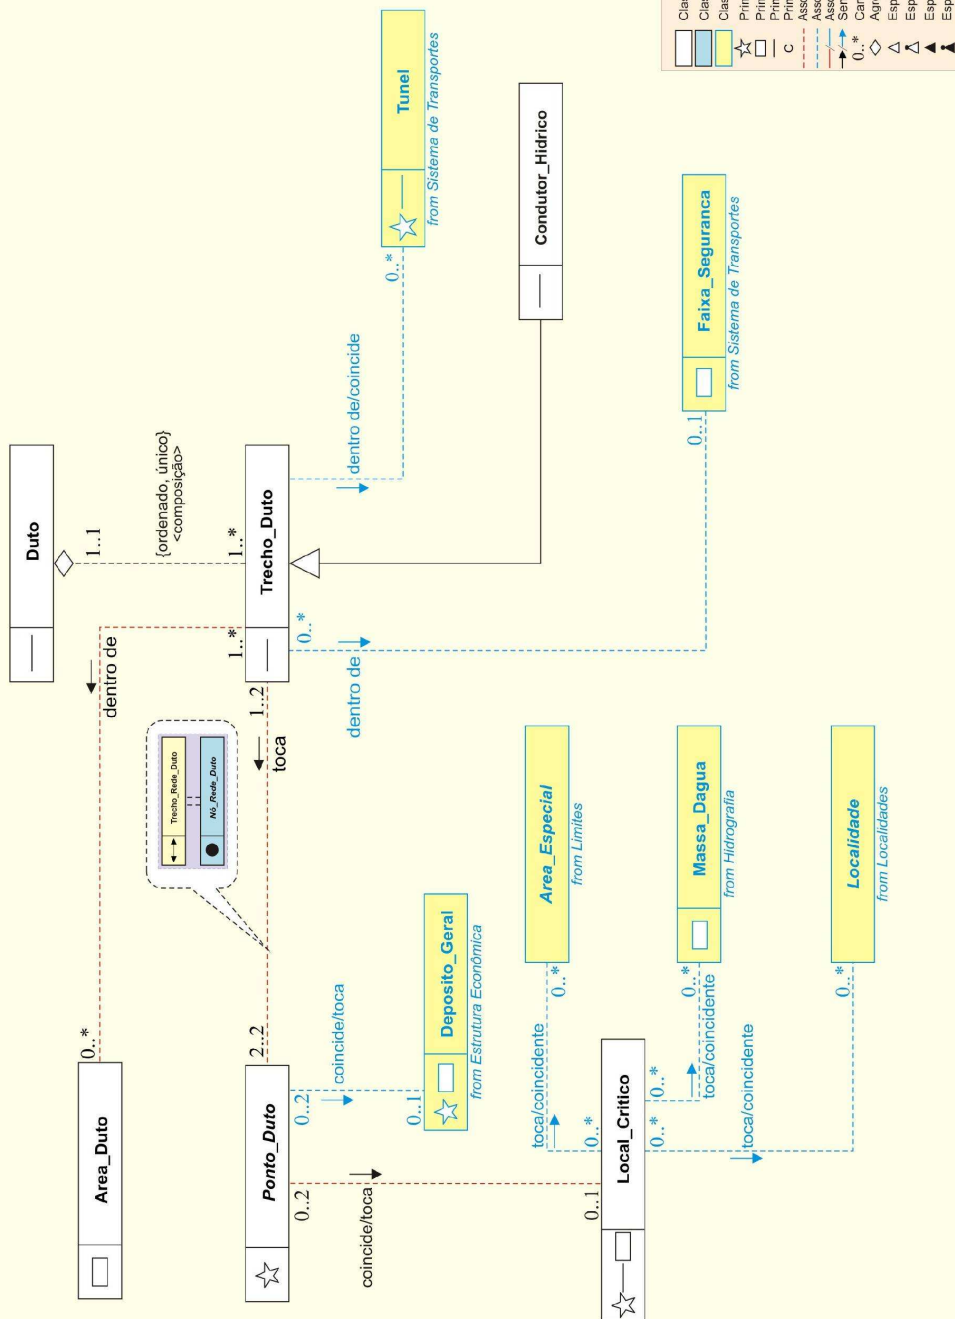 Duto
1..1
{ordenado, único}
<composição>
1..*
Trecho_Duto
1..*
dentro de
0..*
Area_Duto
1..2
toca
2..2
Trecho_Rede_Duto
Nó_Rede_Duto
Ponto_Duto
0..*
dentro de
0..1
Faixa_Seguranca
from Sistema de Transportes
dentro de/coincide
0..*
Tunel
from Sistema de Transportes
Condutor_Hidrico
0..2
coincide/toca
0..1
Deposito_Geral
from Estrutura Econômica
0..2
coincide/toca
0..1
Local_Critico
0..*
toca/coincidente
0..*
Area_Especial
from Limites
0..*
toca/coincidente
0..*
Massa_Dagua
from Hidrografia
0..*
toca/coincidente
0..*
Localidade
from Localidades
C
0..*